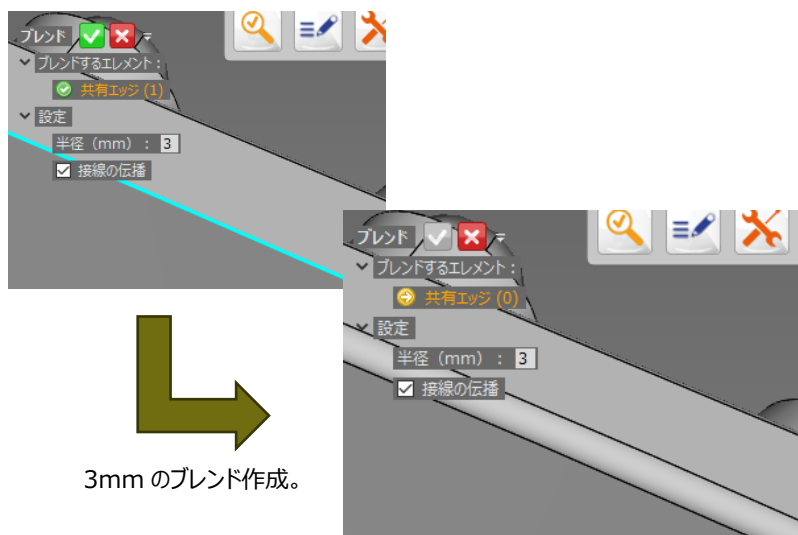 ブレンド
ブレンドするエレメント :
共有エッジ (1)
設定
半径（mm） : 3
接線の伝播
ブレンド
ブレンドするエレメント :
共有エッジ (0)
設定
半径（mm） : 3
接線の伝播
3mm のブレンド作成。